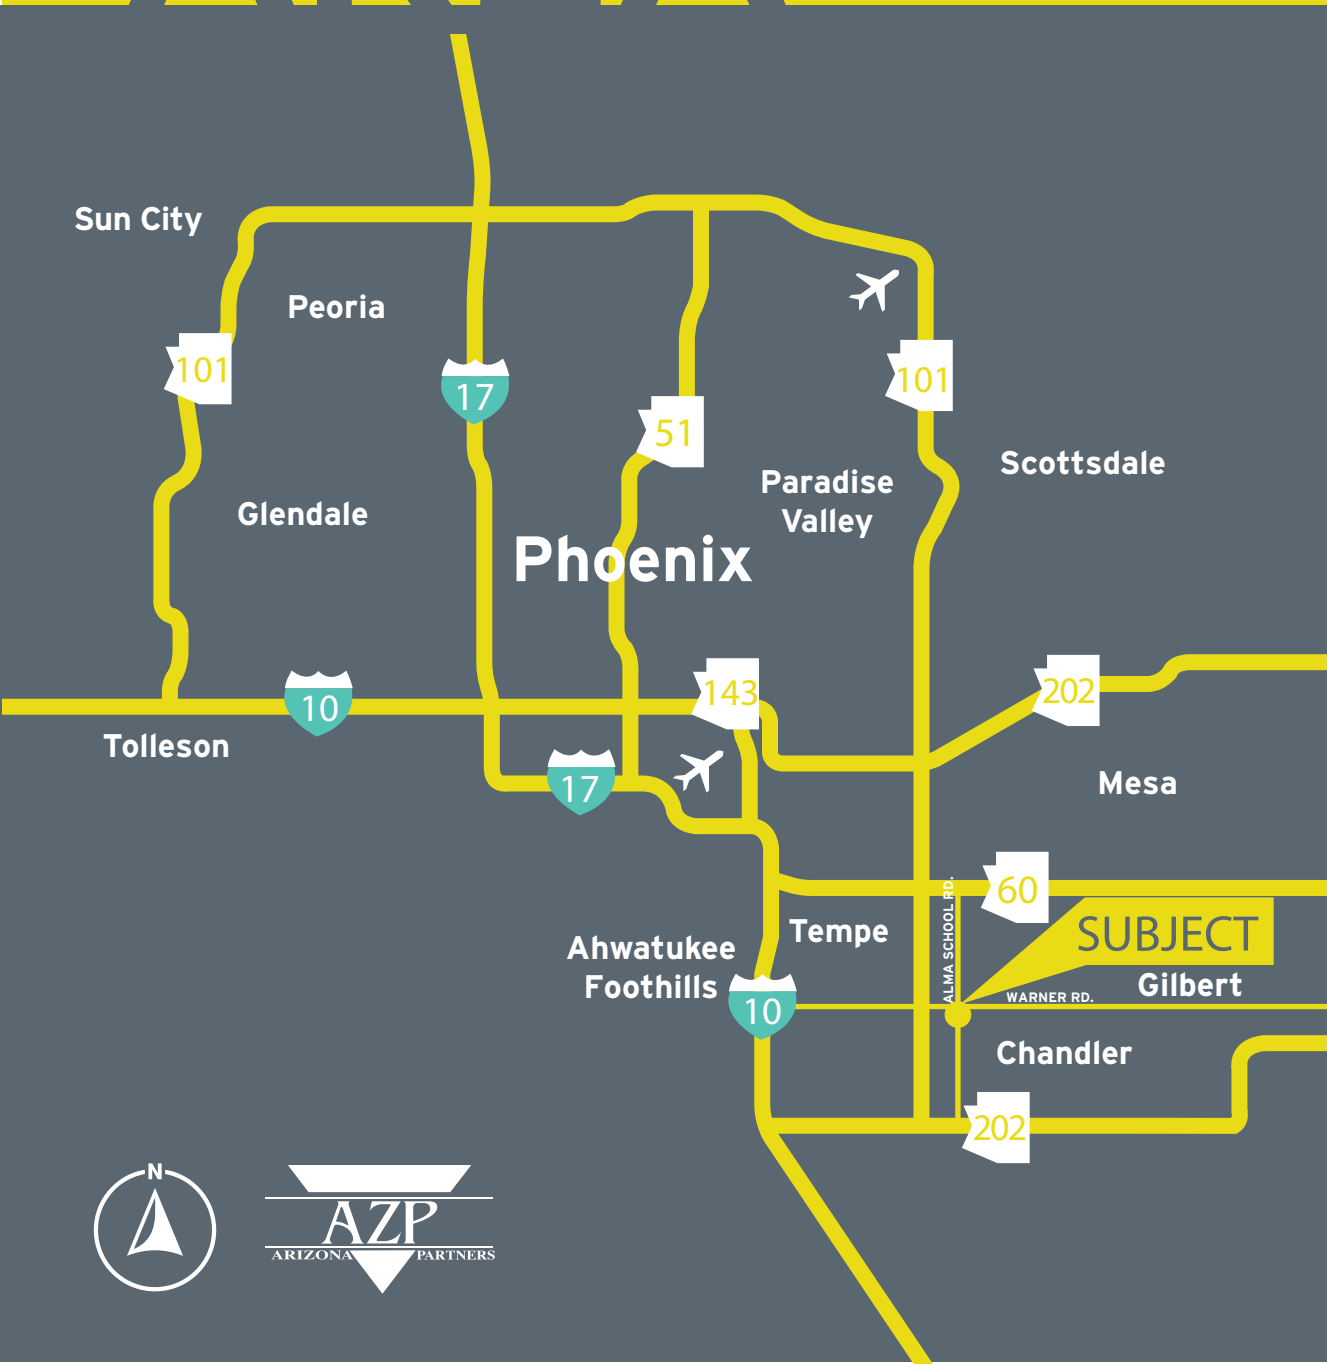 Sun City
Peoria
101
17
101
51
Scottsdale
Paradise
Valley
Glendale
Phoenix
143
202
10
Tolleson
17
Mesa
60
ALMA SCHOOL RD.
SUBJECT
Tempe
Ahwatukee
Foothills
Gilbert
WARNER RD.
10
Chandler
202
N
AZP
ARIZONA PARTNERS